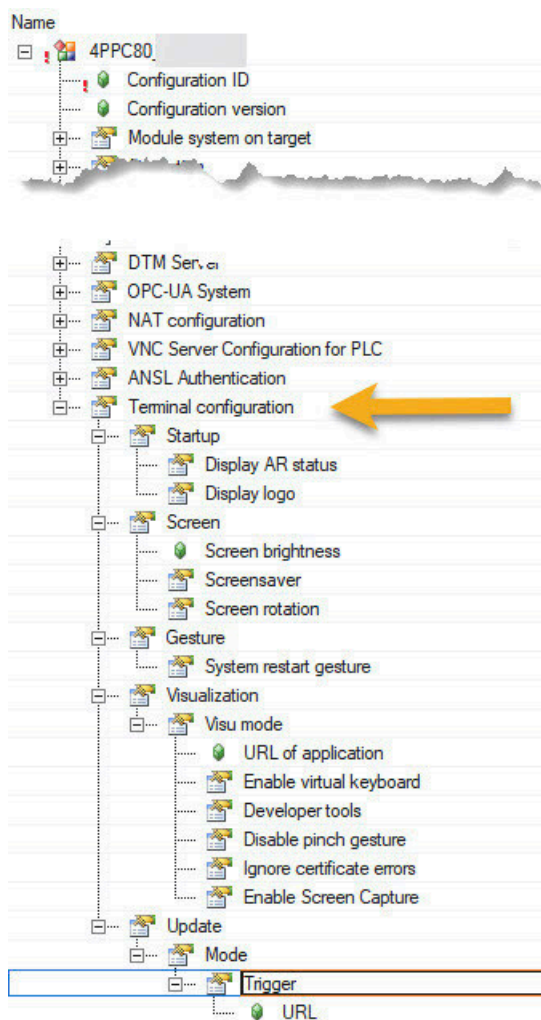 Name
4PPC80_
Configuration ID
Configuration version
Module system on target
DTM Server
OPC-UA System
NAT configuration
VNC Server Configuration for PLC
ANSL Authentication
Terminal configuration
Startup
Display AR status
Display logo
Screen
Screen brightness
Screensaver
Screen rotation
Gesture
System restart gesture
Visualization
Visu mode
URL of application
Enable virtual keyboard
Developer tools
Disable pinch gesture
Ignore certificate errors
Enable Screen Capture
Update
Mode
Trigger
URL